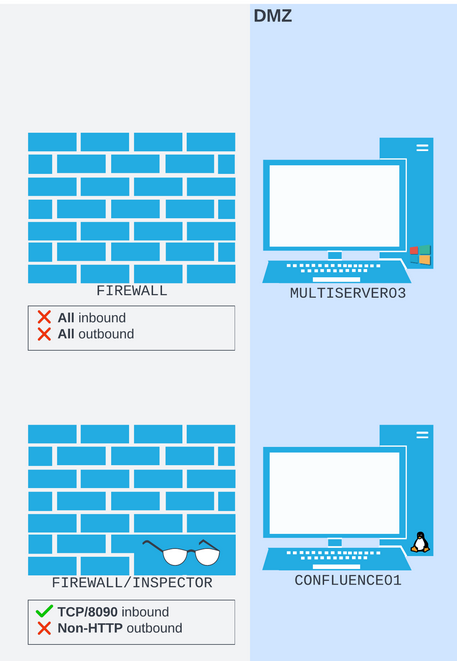 DMZ
FIREWALL
All inbound
All outbound
MULTISERVER03
FIREWALL/INSPECTOR
TCP/8090 inbound
Non-HTTP outbound
CONFLUENCE01